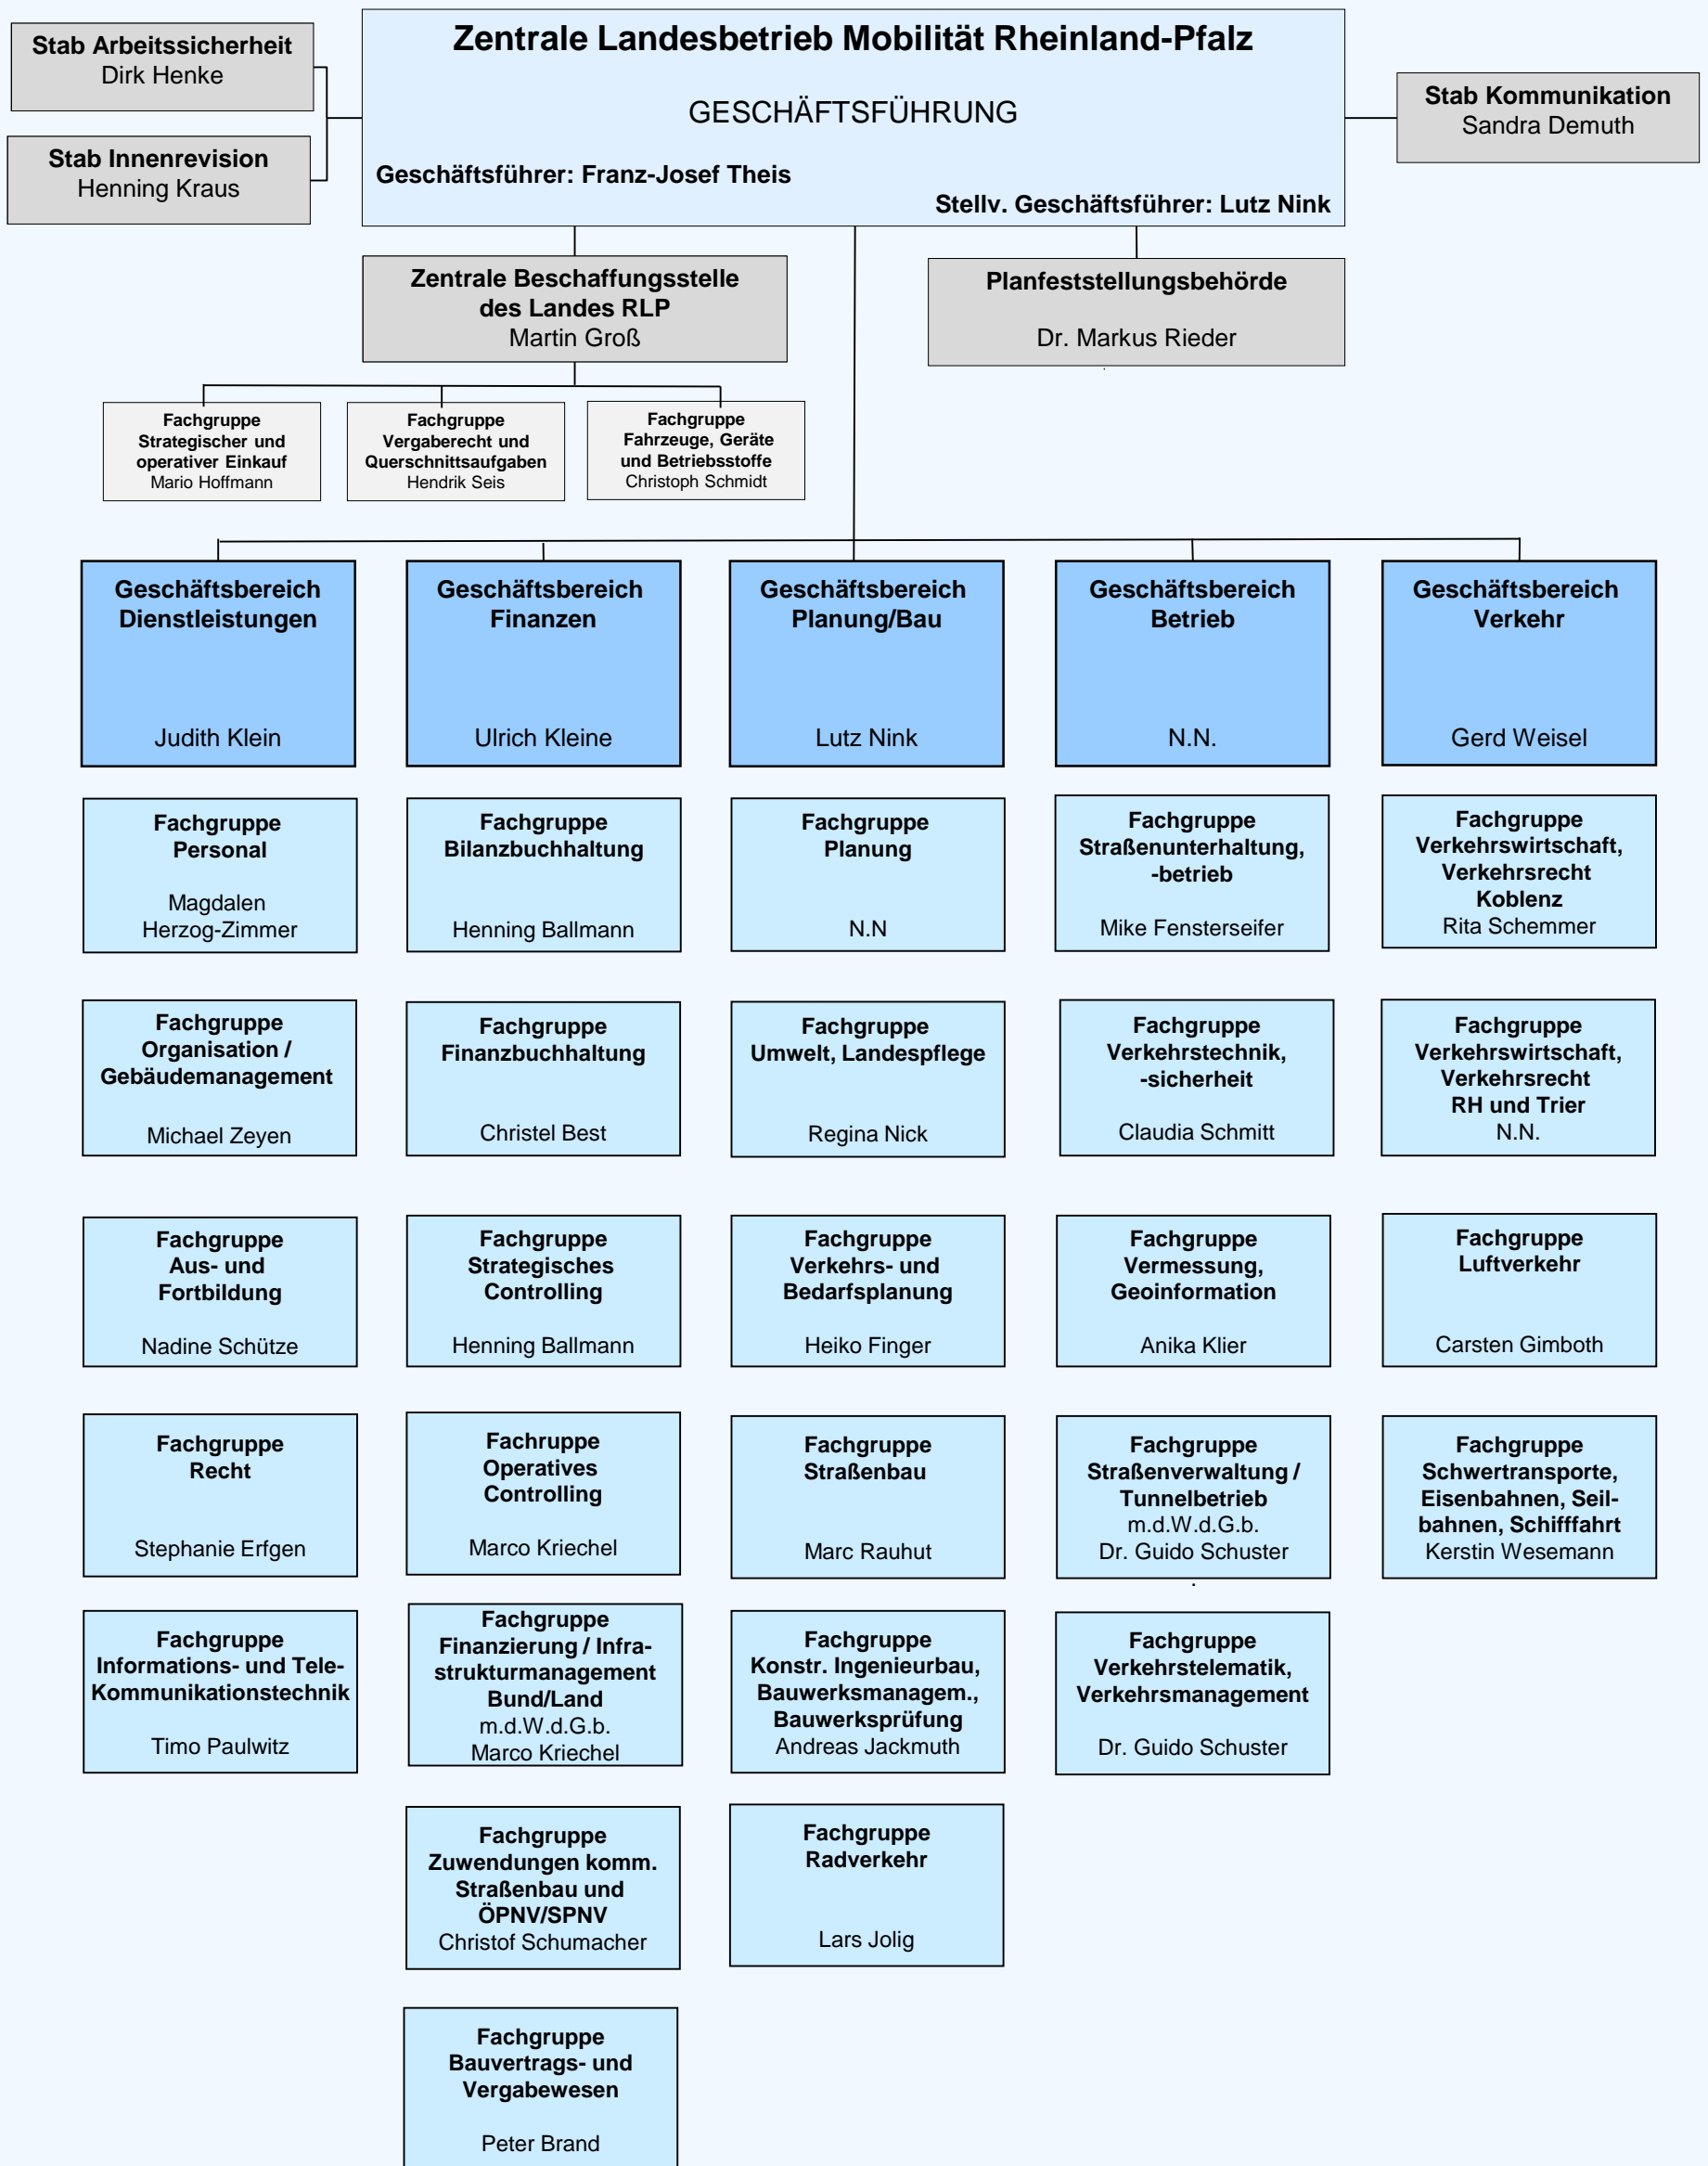 Stab Arbeitssicherheit
Dirk Henke
Stab Innenrevision
Henning Kraus
Zentrale Landesbetrieb Mobilität Rheinland-Pfalz
GESCHÄFTSFÜHRUNG
Geschäftsführer: Franz-Josef Theis
Stellv. Geschäftsführer: Lutz Nink
Stab Kommunikation
Sandra Demuth
Zentrale Beschaffungsstelle
des Landes RLP
Martin Groß
Planfeststellungsbehörde
Dr. Markus Rieder
Fachgruppe
Strategischer und
operativer Einkauf
Mario Hoffmann
Fachgruppe
Vergaberecht und
Querschnittsaufgaben
Hendrik Seis
Fachgruppe
Fahrzeuge, Geräte
und Betriebsstoffe
Christoph Schmidt
Geschäftsbereich
Dienstleistungen
Judith Klein
Geschäftsbereich
Finanzen
Ulrich Kleine
Geschäftsbereich
Planung/Bau
Lutz Nink
Geschäftsbereich
Betrieb
N.N.
Geschäftsbereich
Verkehr
Gerd Weisel
Fachgruppe
Personal
Magdalen
Herzog-Zimmer
Fachgruppe
Bilanzbuchhaltung
Henning Ballmann
Fachgruppe
Planung
N.N
Fachgruppe
Straßenunterhaltung,
-betrieb
Mike Fensterseifer
Fachgruppe
Verkehrswirtschaft,
Verkehrsrecht
Koblenz
Rita Schemmer
Fachgruppe
Organisation /
Gebäudemanagement
Michael Zeyen
Fachgruppe
Finanzbuchhaltung
Christel Best
Fachgruppe
Umwelt, Landespflege
Regina Nick
Fachgruppe
Verkehrstechnik,
-sicherheit
Claudia Schmitt
Fachgruppe
Verkehrswirtschaft,
Verkehrsrecht
RH und Trier
N.N.
Fachgruppe
Aus- und
Fortbildung
Nadine Schütze
Fachgruppe
Strategisches
Controlling
Henning Ballmann
Fachgruppe
Verkehrs- und
Bedarfsplanung
Heiko Finger
Fachgruppe
Vermessung,
Geoinformation
Anika Klier
Fachgruppe
Luftverkehr
Carsten Gimboth
Fachgruppe
Recht
Stephanie Erfgen
Fachruppe
Operatives
Controlling
Marco Kriechel
Fachgruppe
Straßenbau
Marc Rauhut
Fachgruppe
Straßenverwaltung /
Tunnelbetrieb
m.d.W.d.G.b.
Dr. Guido Schuster
Fachgruppe
Schwertransporte,
Eisenbahnen, Seil-
bahnen, Schifffahrt
Kerstin Wesemann
Fachgruppe
Informations- und Tele-
Kommunikationstechnik
Timo Paulwitz
Fachgruppe
Finanzierung / Infra-
strukturmanagement
Bund/Land
m.d.W.d.G.b.
Marco Kriechel
Fachgruppe
Konstr. Ingenieurbau,
Bauwerksmanagem.,
Bauwerksprüfung
Andreas Jackmuth
Fachgruppe
Verkehrstelematik,
Verkehrsmanagement
Dr. Guido Schuster
Fachgruppe
Zuwendungen komm.
Straßenbau und
ÖPNV/SPNV
Christof Schumacher
Fachgruppe
Radverkehr
Lars Jolig
Fachgruppe
Bauvertrags- und
Vergabewesen
Peter Brand